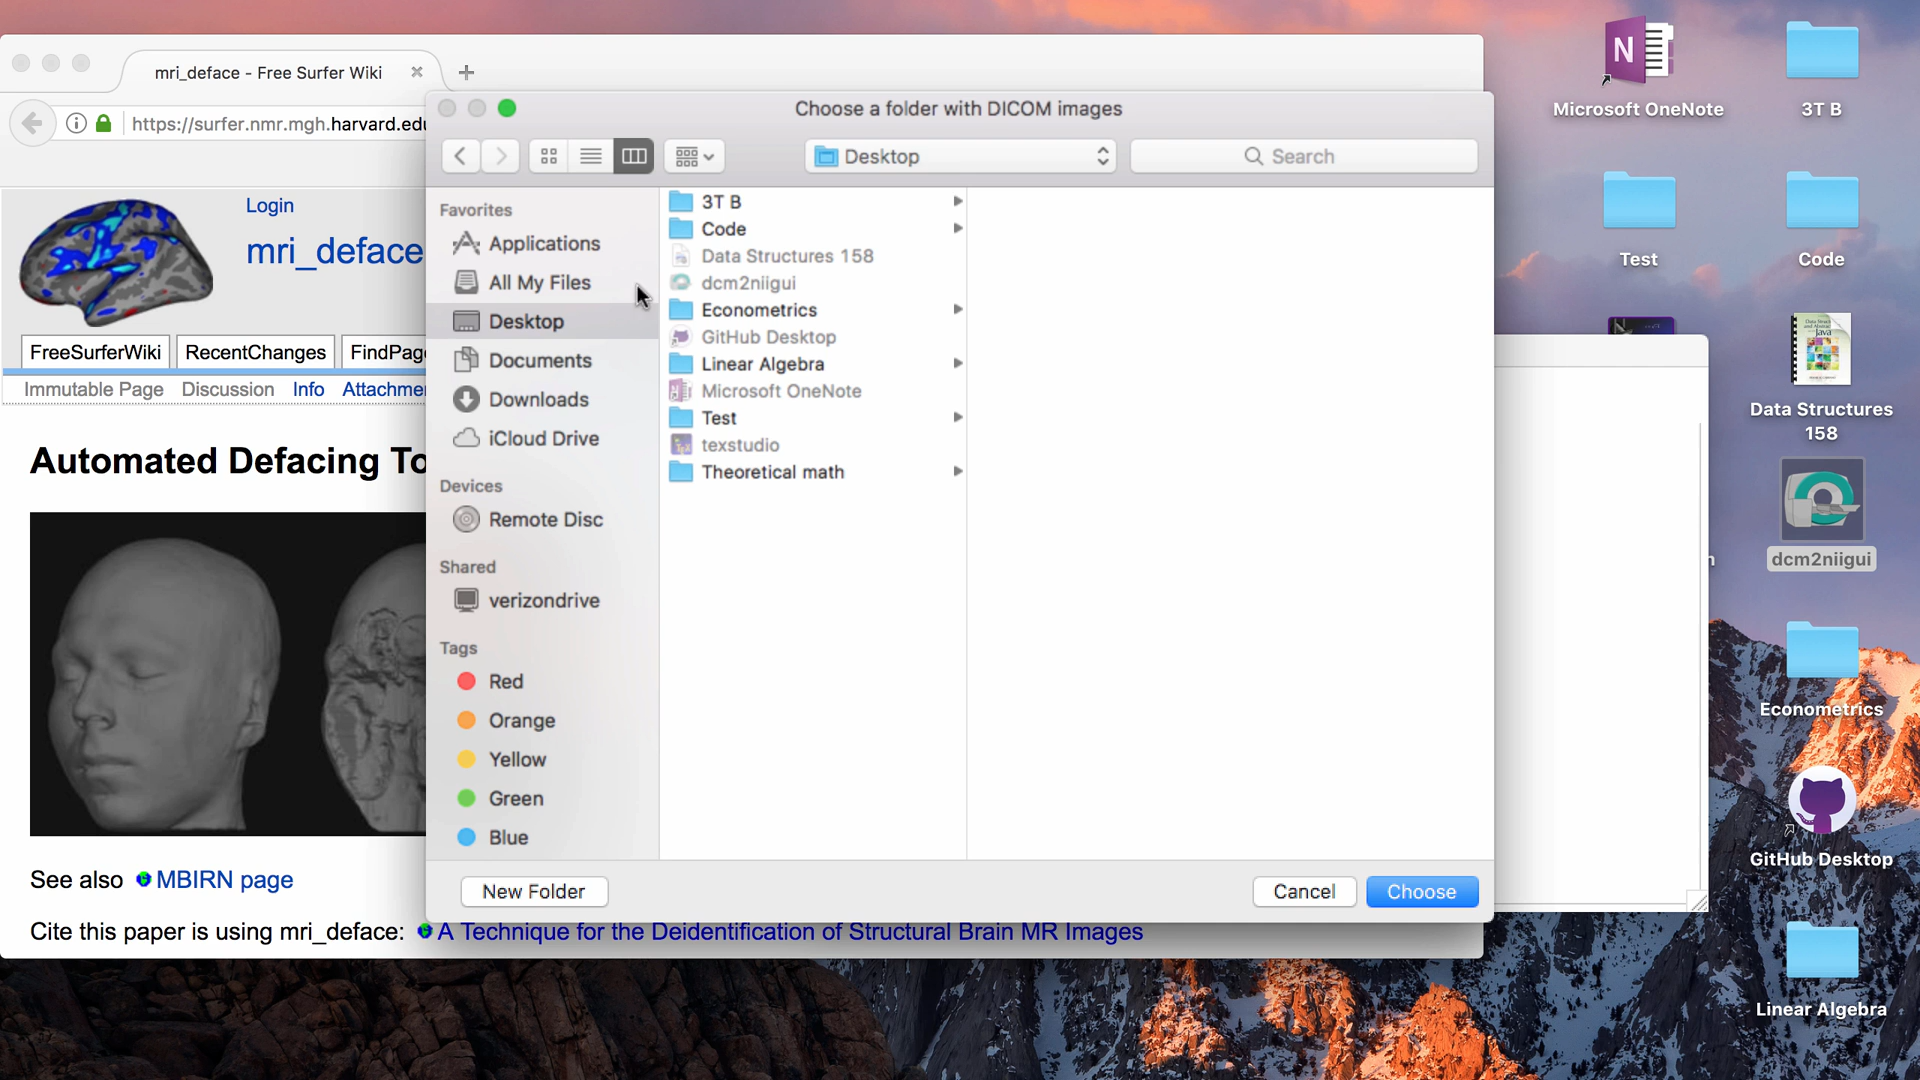 mri_deface - Free Surfer Wiki
https://surfer.nmr.mgh.harvard.edu
Login
mri_deface
FreeSurferWiki
RecentChanges
FindPage
Immutable Page
Discussion
Info
Attachmen
Automated Defacing To
See also MBIRN page
Cite this paper is using mri_deface: A Technique for the Deidentification of Structural Brain MR Images
Choose a folder with DICOM images
Desktop
Search
Favorites
Applications
All My Files
Desktop
Documents
Downloads
iCloud Drive
Devices
Remote Disc
Shared
verizondrive
Tags
Red
Orange
Yellow
Green
Blue
3T B
Code
Data Structures 158
dcm2niigui
Econometrics
GitHub Desktop
Linear Algebra
Microsoft OneNote
Test
texstudio
Theoretical math
New Folder
Cancel
Choose
Microsoft OneNote
3T B
Test
Code
Data Structures
158
dcm2niigui
Econometrics
GitHub Desktop
Linear Algebra